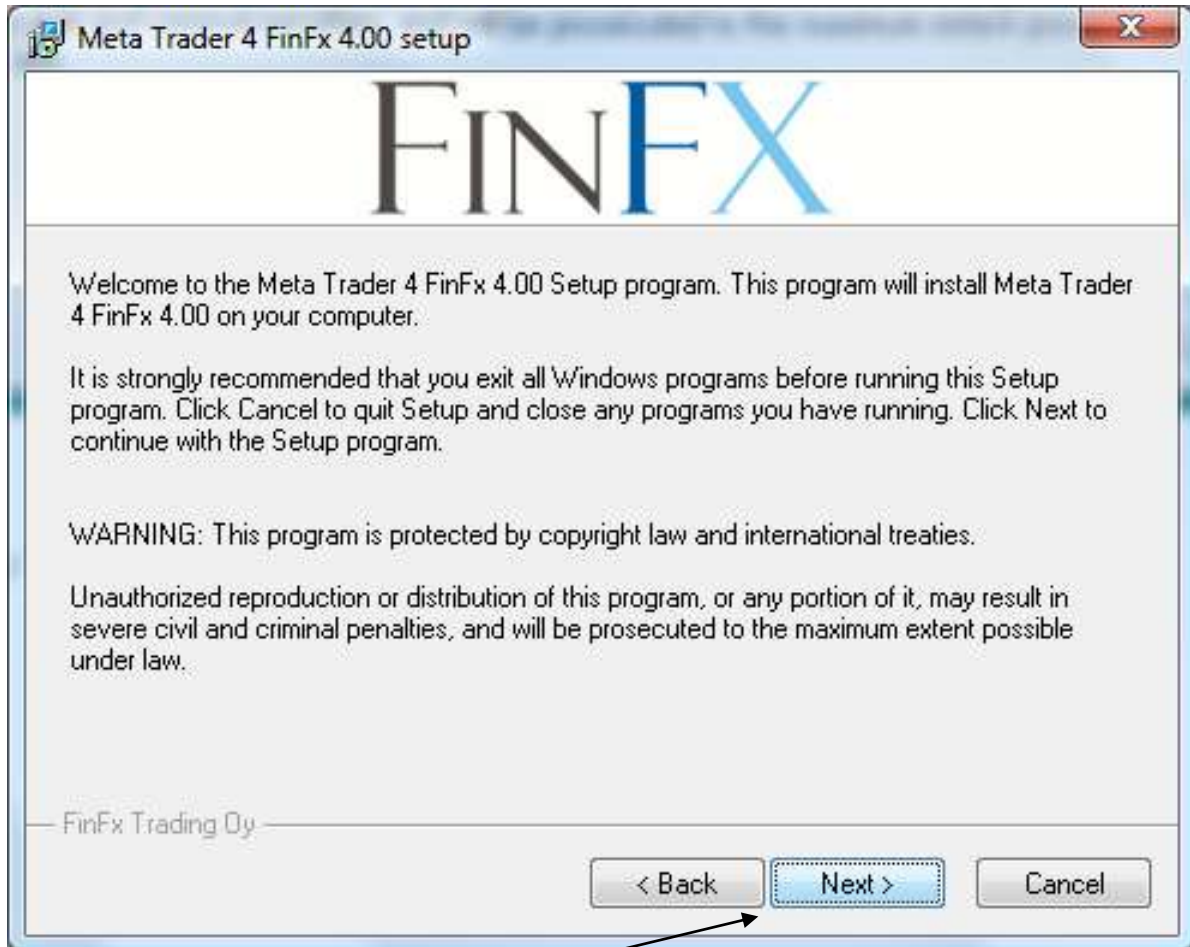 Meta Trader 4 FinFx 4.00 setup
FINFX
Welcome to the Meta Trader 4 FinFx 4.00 Setup program. This program will install Meta Trader
4 FinFx 4.00 on your computer.
It is strongly recommended that you exit all Windows programs before running this Setup
program. Click Cancel to quit Setup and close any programs you have running. Click Next to
continue with the Setup program.
WARNING: This program is protected by copyright law and international treaties.
Unauthorized reproduction or distribution of this program, or any portion of it, may result in
severe civil and criminal penalties, and will be prosecuted to the maximum extent possible
under law.
FinFx Trading Oy
< Back Next > Cancel